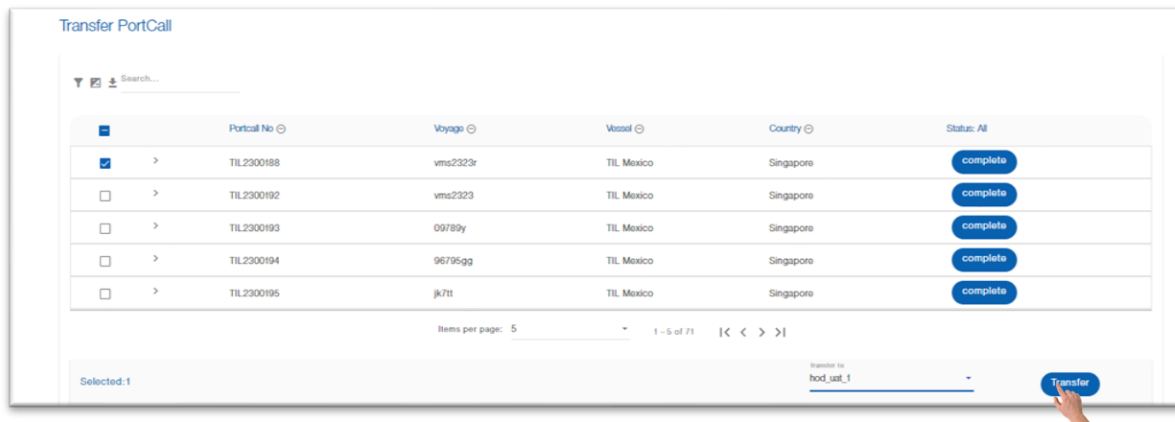 Transfer PortCall
Search...
Portcall No Voyage Vessel Country Status: All
TIL2300188 vms2323r TIL Mexico Singapore complete
TIL2300192 vms2323 TIL Mexico Singapore complete
TIL2300193 09789y TIL Mexico Singapore complete
TIL2300194 96795gg TIL Mexico Singapore complete
TIL2300195 jk7tt TIL Mexico Singapore complete
Items per page: 5 1 – 5 of 71
Transfer to
Selected:1 hod_uat_1 Transfer